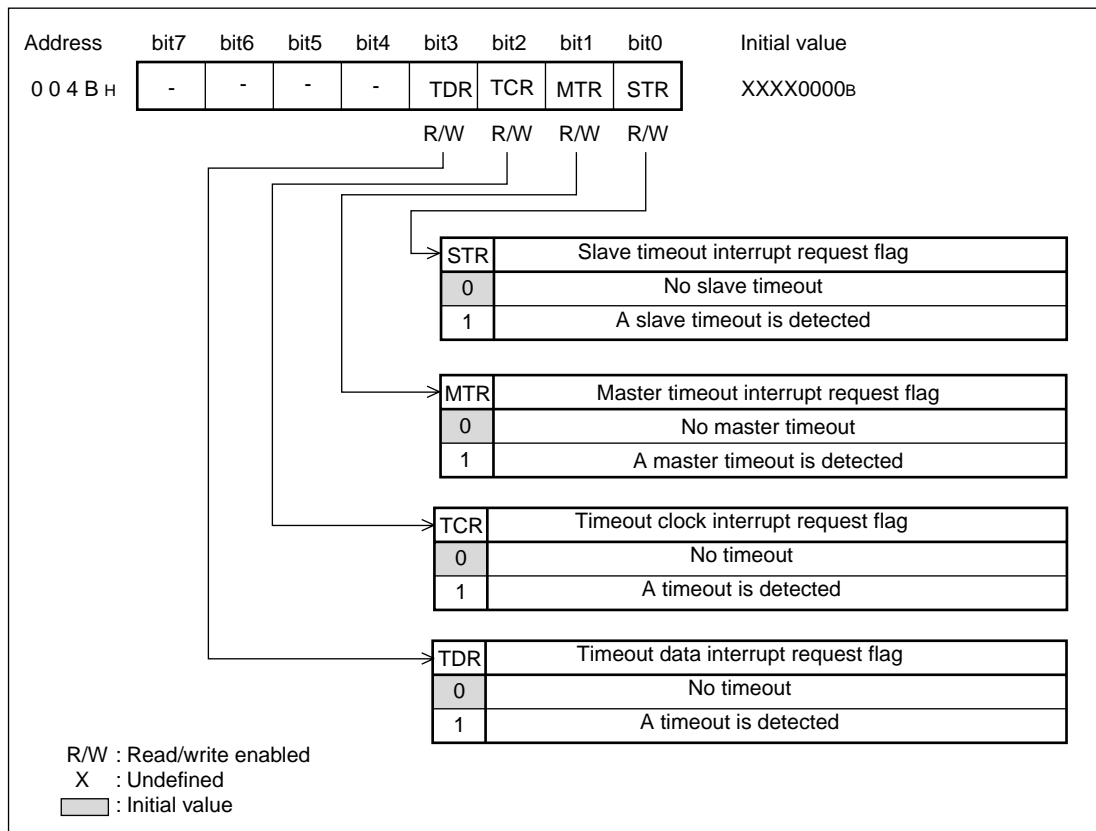 Address bit7 bit6 bit5 bit4 bit3 bit2 bit1 bit0 Initial value
0 0 4 B H - - - - TDR TCR MTR STR XXXX0000B
R/W R/W R/W R/W
STR Slave timeout interrupt request flag
0 No slave timeout
1 A slave timeout is detected
MTR Master timeout interrupt request flag
0 No master timeout
1 A master timeout is detected
TCR Timeout clock interrupt request flag
0 No timeout
1 A timeout is detected
TDR Timeout data interrupt request flag
0 No timeout
1 A timeout is detected
R/W : Read/write enabled
X : Undefined
: Initial value